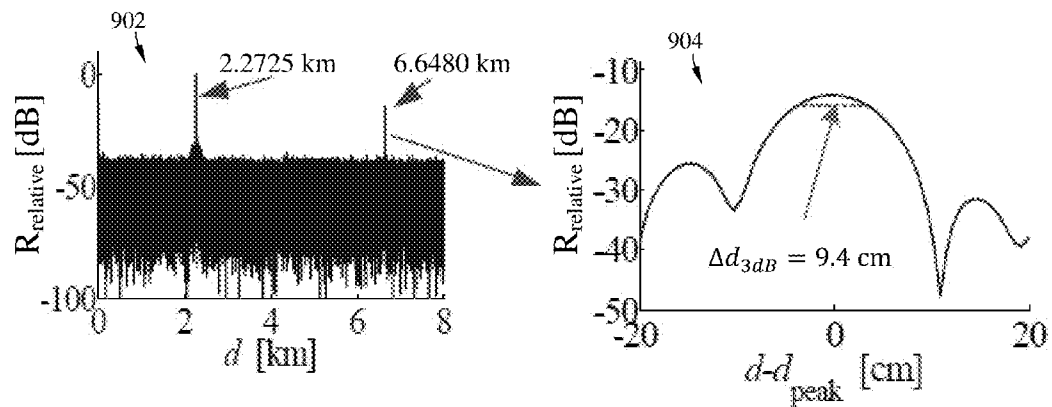 902
2.2725 km
6.6480 km
0
-50
-100
R_relative [dB]
0 2 4 6 8
d [km]
904
-10
-20
-30
-40
-50
R_relative [dB]
Δd_3dB = 9.4 cm
-20 0 20
d-d_peak [cm]